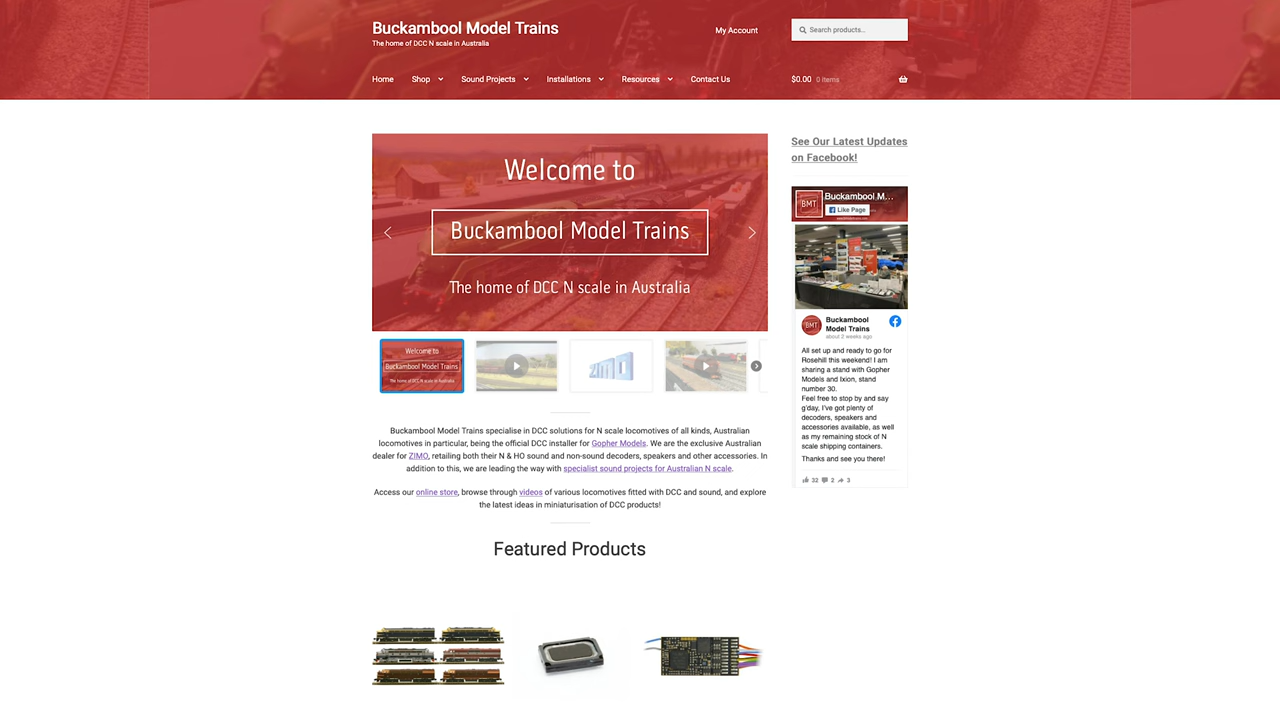 Buckambool Model Trains
The home of DCC N scale in Australia
My Account
Search products…
Home
Shop
Sound Projects
Installations
Resources
Contact Us
$0.00 0 items
Welcome to
Buckambool Model Trains
The home of DCC N scale in Australia
Welcome to
Buckambool Model Trains
The home of DCC N scale in Australia
ZIMO
Buckambool Model Trains specialise in DCC solutions for N scale locomotives of all kinds, Australian
locomotives in particular, being the official DCC installer for Gopher Models. We are the exclusive Australian
dealer for ZIMO, retailing both their N & HO sound and non-sound decoders, speakers and other accessories. In
addition to this, we are leading the way with specialist sound projects for Australian N scale.
Access our online store, browse through videos of various locomotives fitted with DCC and sound, and explore
the latest ideas in miniaturisation of DCC products!
Featured Products
See Our Latest Updates
on Facebook!
BMT
Buckambool M...
Like Page
BMT
Buckambool
Model Trains
about 2 weeks ago
All set up and ready to go for
Rosehill this weekend! I am
sharing a stand with Gopher
Models and Ixion, stand
number 30.
Feel free to stop by and say
g'day, I've got plenty of
decoders, speakers and
accessories available, as well
as my remaining stock of N
scale shipping containers.
Thanks and see you there!
32 2 3